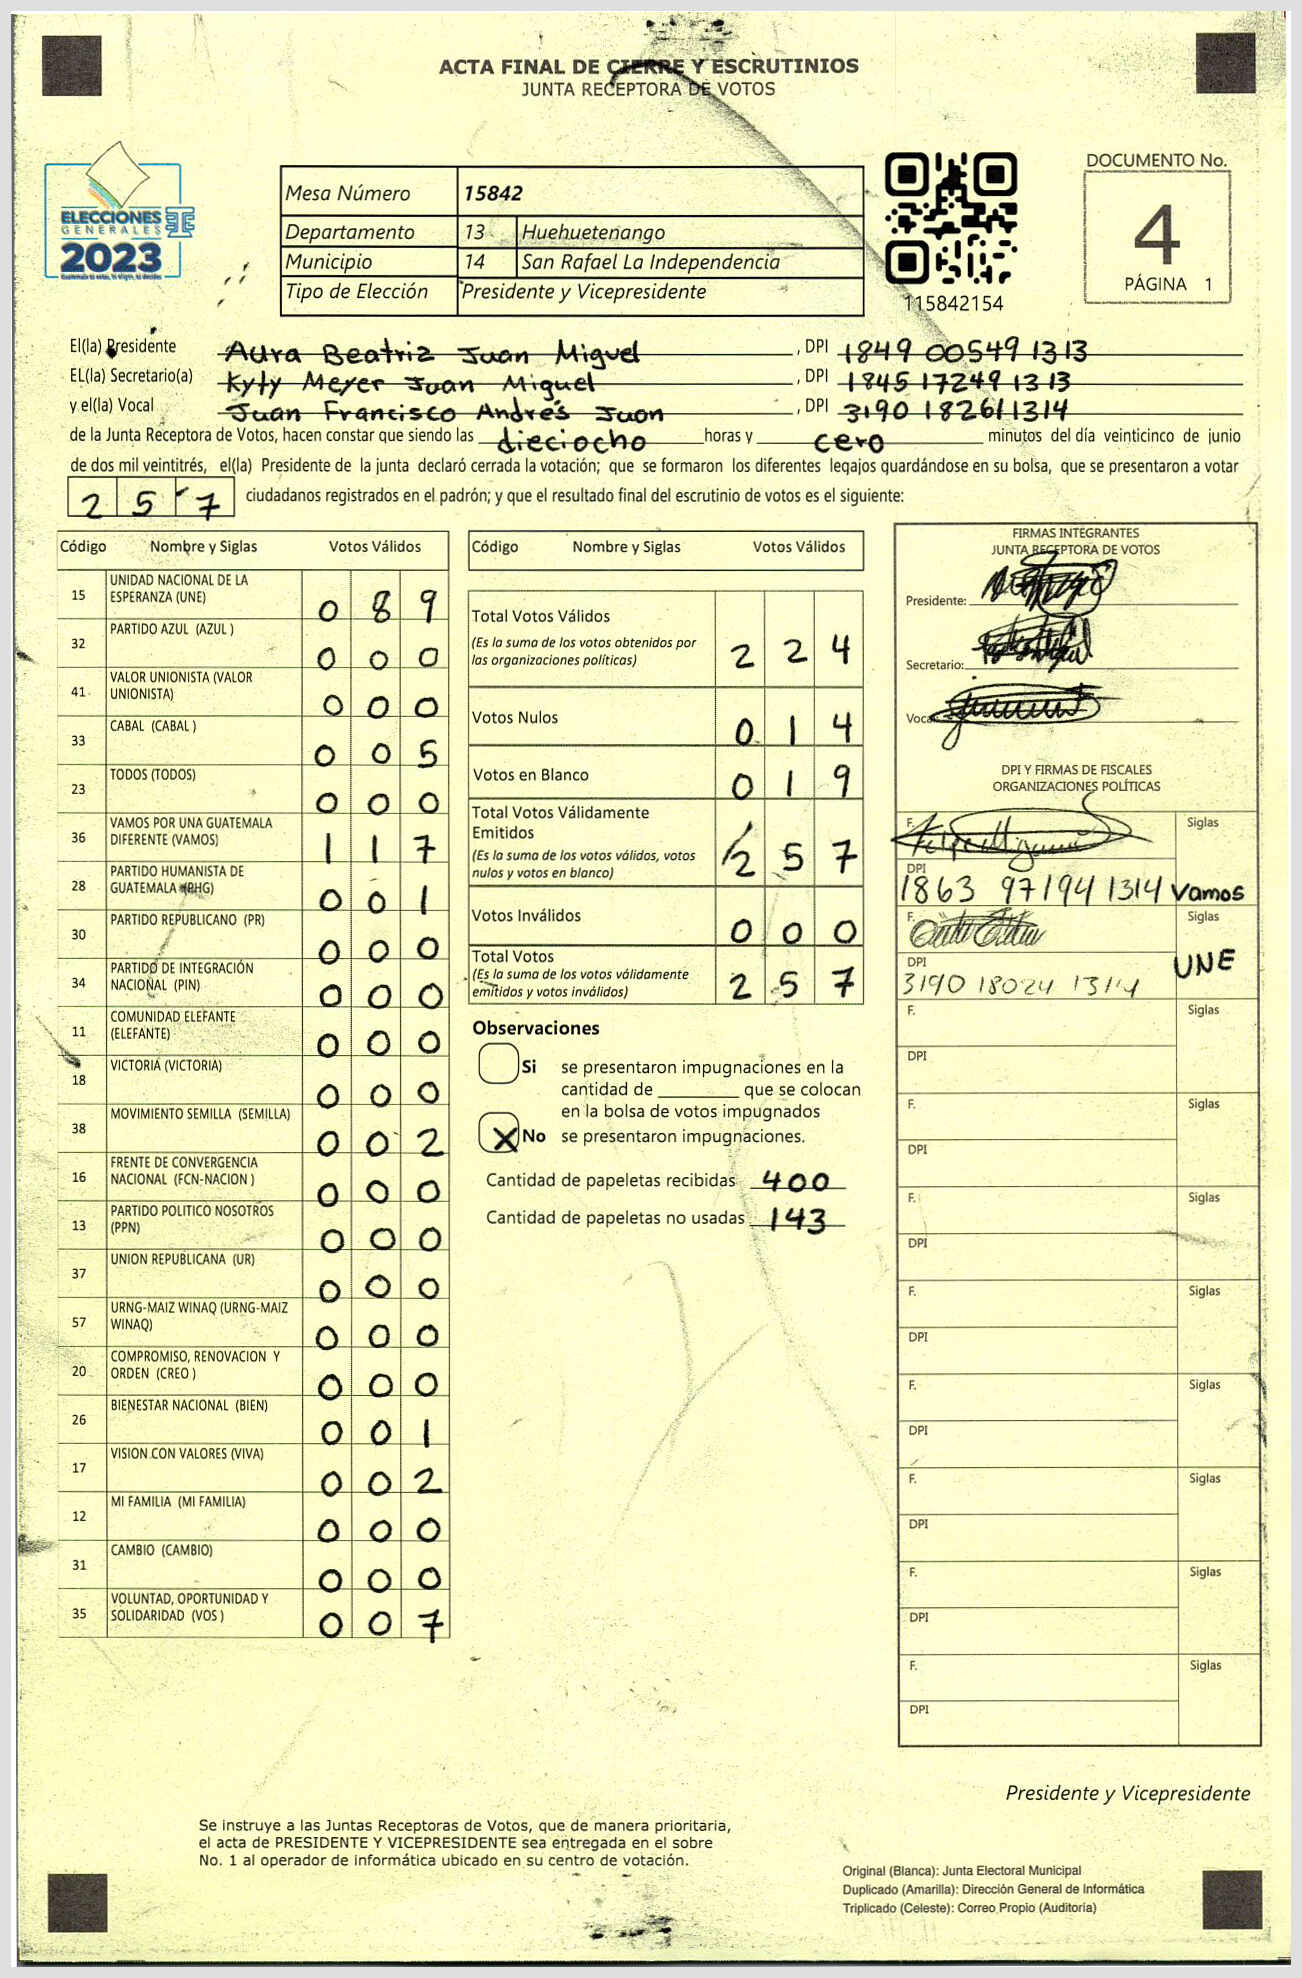 ACTA FINAL DE CIERRE Y ESCRUTINIOS
JUNTA RECEPTORA DE VOTOS
ELECCIONES
GENERALES
2023
Mesa Número 15842
Departamento 13 Huehuetenango
Municipio 14 San Rafael La Independencia
Tipo de Elección Presidente y Vicepresidente
115842154
DOCUMENTO No.
4
PÁGINA 1
El(la) Presidente Aura Beatriz Juan Miguel , DPI 1849 00549 1313
EL(la) Secretario(a) Kyly Meyer Juan Miguel , DPI 1845 17249 1313
y el(la) Vocal Juan Francisco Andrés Juan , DPI 3190 18261 1314
de la Junta Receptora de Votos, hacen constar que siendo las dieciocho horas y cero minutos del día veinticinco de junio
de dos mil veintitrés, el(la) Presidente de la junta declaró cerrada la votación; que se formaron los diferentes legajos guardándose en su bolsa, que se presentaron a votar
2 5 7 ciudadanos registrados en el padrón; y que el resultado final del escrutinio de votos es el siguiente:
Código Nombre y Siglas Votos Válidos
15 UNIDAD NACIONAL DE LA
ESPERANZA (UNE) 0 8 9
32 PARTIDO AZUL (AZUL ) 0 0 0
41 VALOR UNIONISTA (VALOR
UNIONISTA) 0 0 0
33 CABAL (CABAL ) 0 0 5
23 TODOS (TODOS) 0 0 0
36 VAMOS POR UNA GUATEMALA
DIFERENTE (VAMOS) 1 1 7
28 PARTIDO HUMANISTA DE
GUATEMALA (PHG) 0 0 1
30 PARTIDO REPUBLICANO (PR) 0 0 0
34 PARTIDO DE INTEGRACIÓN
NACIONAL (PIN) 0 0 0
11 COMUNIDAD ELEFANTE
(ELEFANTE) 0 0 0
18 VICTORIA (VICTORIA) 0 0 0
38 MOVIMIENTO SEMILLA (SEMILLA) 0 0 2
16 FRENTE DE CONVERGENCIA
NACIONAL (FCN-NACION ) 0 0 0
13 PARTIDO POLITICO NOSOTROS
(PPN) 0 0 0
37 UNION REPUBLICANA (UR) 0 0 0
57 URNG-MAIZ WINAQ (URNG-MAIZ
WINAQ) 0 0 0
20 COMPROMISO, RENOVACION Y
ORDEN (CREO ) 0 0 0
26 BIENESTAR NACIONAL (BIEN) 0 0 1
17 VISION CON VALORES (VIVA) 0 0 2
12 MI FAMILIA (MI FAMILIA) 0 0 0
31 CAMBIO (CAMBIO) 0 0 0
35 VOLUNTAD, OPORTUNIDAD Y
SOLIDARIDAD (VOS ) 0 0 7
Código Nombre y Siglas Votos Válidos
Total Votos Válidos
(Es la suma de los votos obtenidos por
las organizaciones políticas) 2 2 4
Votos Nulos 0 1 4
Votos en Blanco 0 1 9
Total Votos Válidamente
Emitidos
(Es la suma de los votos válidos, votos
nulos y votos en blanco) 2 5 7
Votos Inválidos 0 0 0
Total Votos
(Es la suma de los votos válidamente
emitidos y votos inválidos) 2 5 7
Observaciones
Si se presentaron impugnaciones en la
cantidad de ________ que se colocan
en la bolsa de votos impugnados
X No se presentaron impugnaciones.
Cantidad de papeletas recibidas 400
Cantidad de papeletas no usadas 143
FIRMAS INTEGRANTES
JUNTA RECEPTORA DE VOTOS
Presidente:
Secretario:
Vocal
DPI Y FIRMAS DE FISCALES
ORGANIZACIONES POLÍTICAS
F. Siglas
DPI
1863 97194 1314 Vamos
F. Siglas
DPI UNE
3190 18024 1314
F. Siglas
DPI
F. Siglas
DPI
F. Siglas
DPI
F. Siglas
DPI
F. Siglas
DPI
F. Siglas
DPI
F. Siglas
DPI
F. Siglas
DPI
Presidente y Vicepresidente
Se instruye a las Juntas Receptoras de Votos, que de manera prioritaria,
el acta de PRESIDENTE Y VICEPRESIDENTE sea entregada en el sobre
No. 1 al operador de informática ubicado en su centro de votación.
Original (Blanca): Junta Electoral Municipal
Duplicado (Amarilla): Dirección General de Informática
Triplicado (Celeste): Correo Propio (Auditoría)